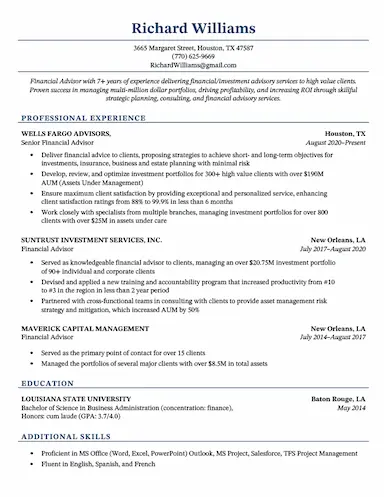 Richard Williams
3665 Margaret Street, Houston, TX 47587
(770) 625-9669
RichardWilliams@gmail.com
Financial Advisor with 7+ years of experience delivering financial/investment advisory services to high value clients.
Proven success in managing multi-million dollar portfolios, driving profitability, and increasing ROI through skillful
strategic planning, consulting, and financial advisory services.
PROFESSIONAL EXPERIENCE
WELLS FARGO ADVISORS, Houston, TX
Senior Financial Advisor August 2020–Present
• Deliver financial advice to clients, proposing strategies to achieve short- and long-term objectives for
investments, insurance, business and estate planning with minimal risk
• Develop, review, and optimize investment portfolios for 300+ high value clients with over $190M
AUM (Assets Under Management)
• Ensure maximum client satisfaction by providing exceptional and personalized service, enhancing client
satisfaction ratings from 88% to 99.9% in less than 6 months
• Work closely with specialists from multiple branches, managing investment portfolios for over 800
clients with over $25M in assets under care
SUNTRUST INVESTMENT SERVICES, INC. New Orleans, LA
Financial Advisor July 2017–August 2020
• Served as knowledgeable financial advisor to clients, managing an over $20.75M investment portfolio
of 90+ individual and corporate clients
• Devised and applied a new training and accountability program that increased productivity from #10
to #3 in the region in less than 2 year period
• Partnered with cross-functional teams in consulting with clients to provide asset management risk
strategy and mitigation, which increased AUM by 50%
MAVERICK CAPITAL MANAGEMENT New Orleans, LA
Financial Advisor July 2014–August 2017
• Served as the primary point of contact for over 15 clients
• Managed the portfolios of several major clients with over $8.5M in total assets
EDUCATION
LOUISIANA STATE UNIVERSITY Baton Rouge, LA
Bachelor of Science in Business Administration (concentration: finance), May 2014
Honors: cum laude (GPA: 3.7/4.0)
ADDITIONAL SKILLS
• Proficient in MS Office (Word, Excel, PowerPoint) Outlook, MS Project, Salesforce, TFS Project Management
• Fluent in English, Spanish, and French